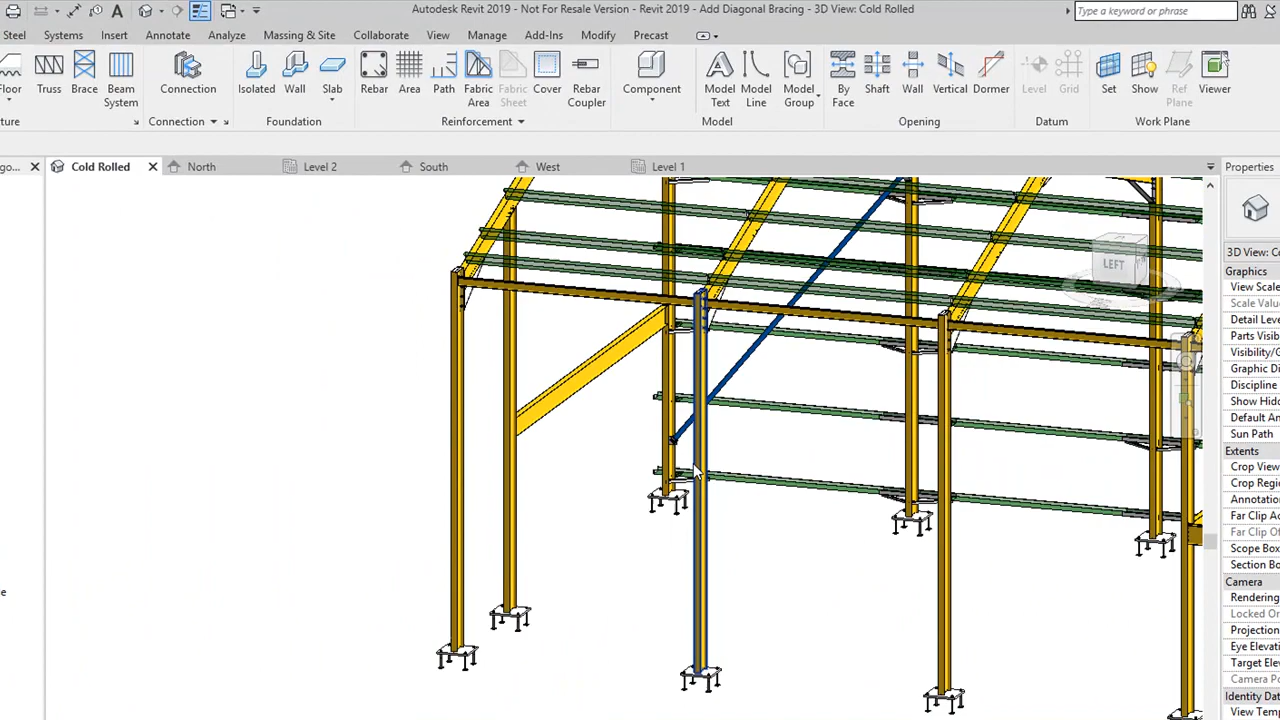 Autodesk Revit 2019 - Not For Resale Version - Revit 2019 - Add Diagonal Bracing - 3D View: Cold Rolled
Type a keyword or phrase
Steel Systems Insert Annotate Analyze Massing & Site Collaborate View Manage Add-Ins Modify Precast
Floor Truss Brace Beam System Connection Isolated Wall Slab Rebar Area Path Fabric Area Fabric Sheet Cover Rebar Coupler Component Model Text Model Line Model Group By Face Shaft Wall Vertical Dormer Level Grid Set Show Ref Plane Viewer
ture Connection Foundation Reinforcement Model Opening Datum Work Plane
go... Cold Rolled North Level 2 South West Level 1 Properties
LEFT
3D View: Co
Graphics
View Scale
Scale Value
Detail Leve
Parts Visib
Visibility/G
Graphic Di
Discipline
Show Hidd
Default An
Sun Path
Extents
Crop View
Crop Regi
Annotation
Far Clip Ac
Far Clip Of
Scope Box
Section Bo
Camera
Rendering
Locked Or
Projection
Eye Elevati
Target Elev
Camera Po
Identity Dat
View Temp
e